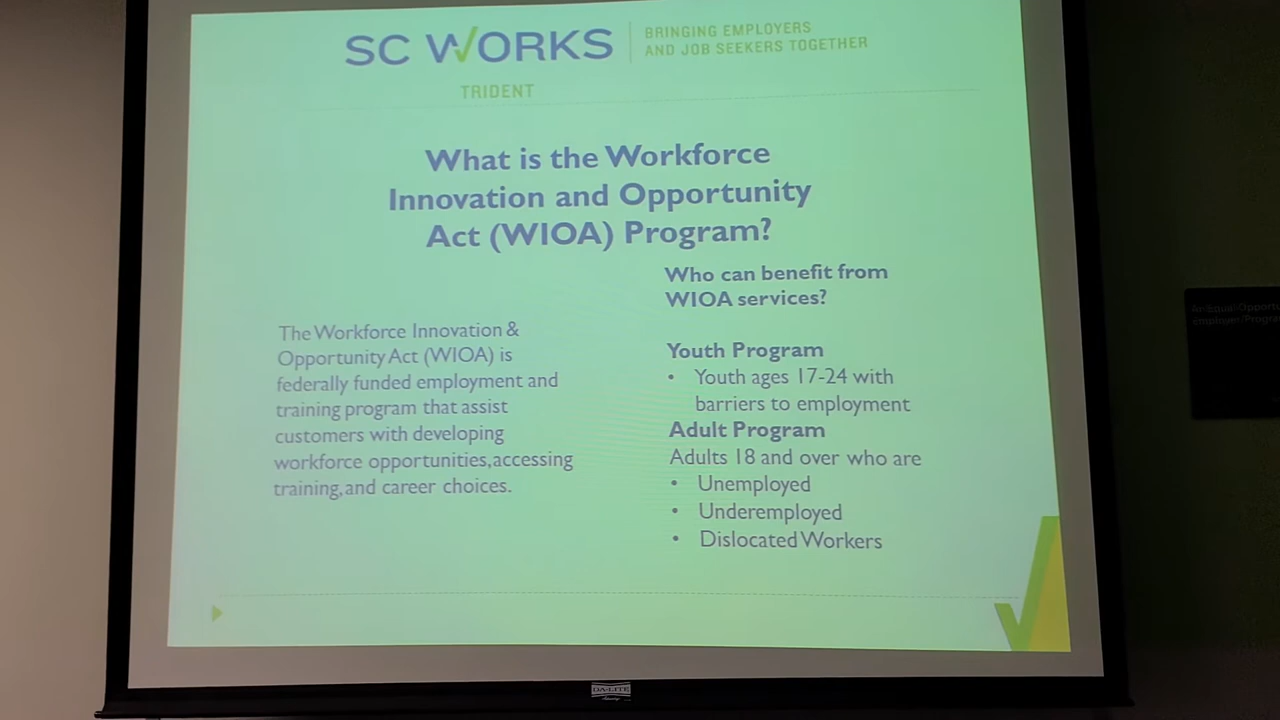 SC WORKS
BRINGING EMPLOYERS
AND JOB SEEKERS TOGETHER
TRIDENT
What is the Workforce
Innovation and Opportunity
Act (WIOA) Program?
The Workforce Innovation &
Opportunity Act (WIOA) is
federally funded employment and
training program that assist
customers with developing
workforce opportunities,accessing
training,and career choices.
Who can benefit from
WIOA services?
Youth Program
• Youth ages 17-24 with
barriers to employment
Adult Program
Adults 18 and over who are
• Unemployed
• Underemployed
• Dislocated Workers
DA-LITE